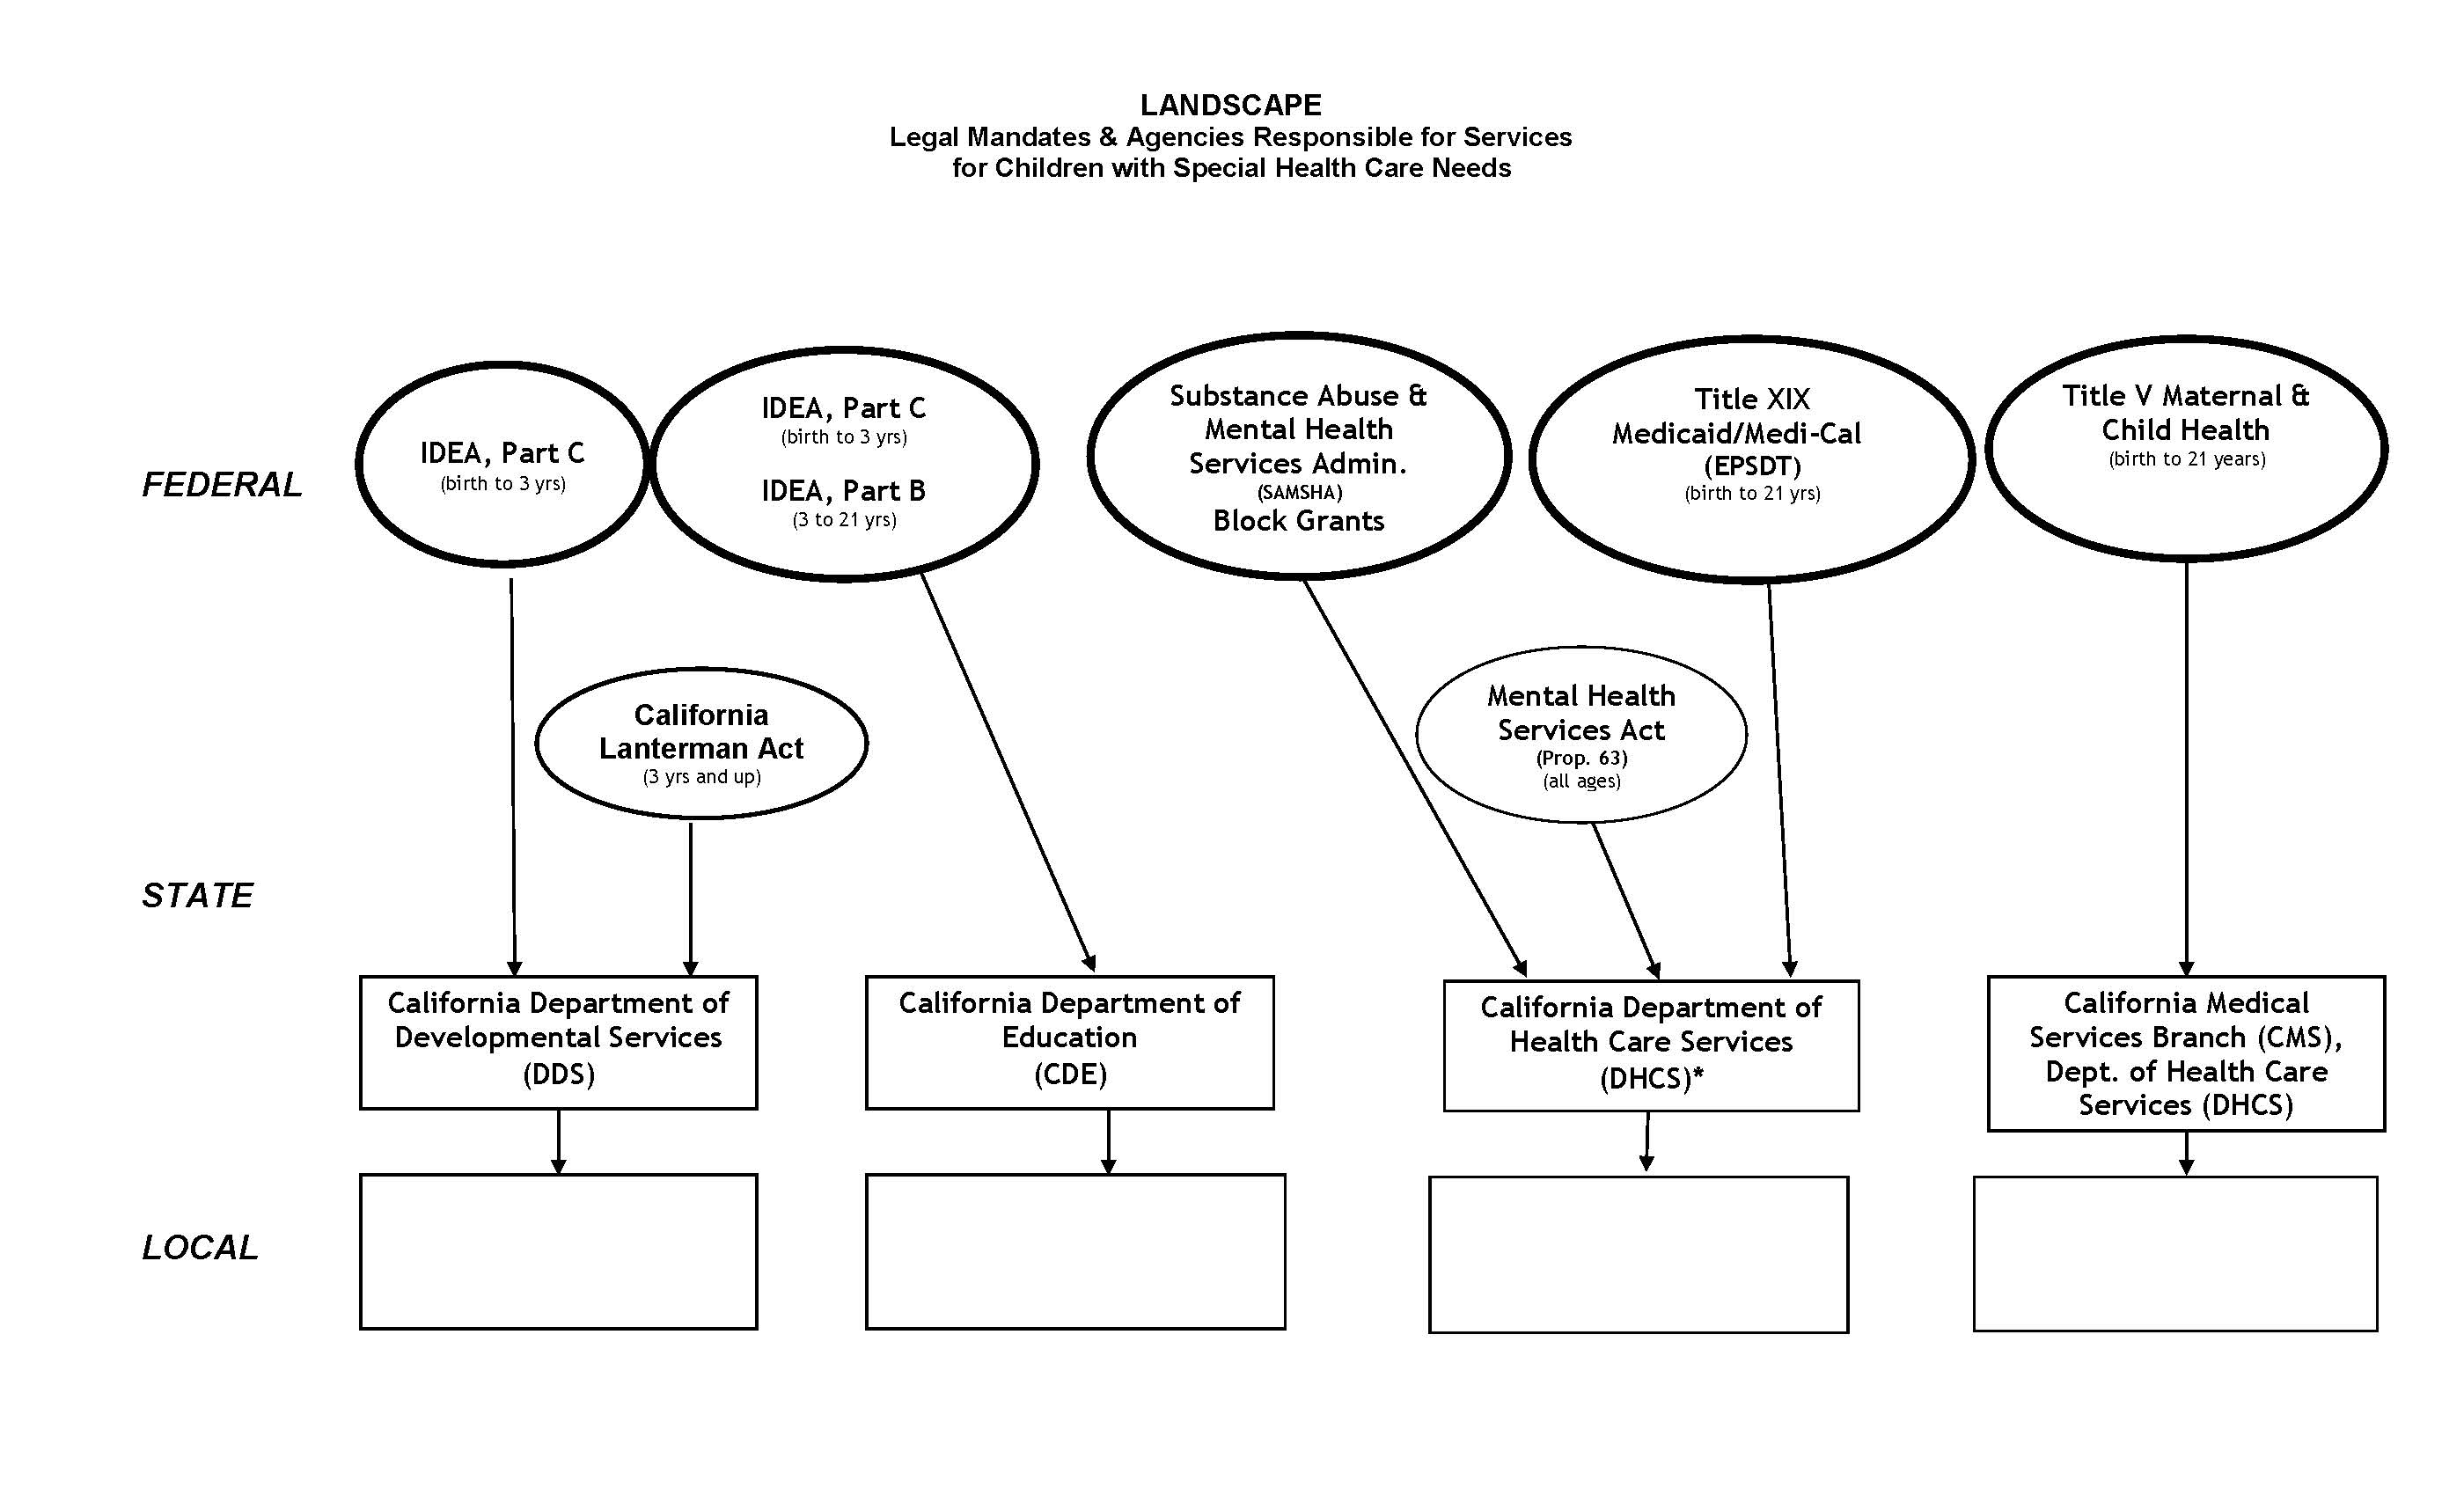 LANDSCAPE
Legal Mandates & Agencies Responsible for Services
for Children with Special Health Care Needs
FEDERAL
IDEA, Part C
(birth to 3 yrs)
IDEA, Part C
(birth to 3 yrs)
IDEA, Part B
(3 to 21 yrs)
Substance Abuse &
Mental Health
Services Admin.
(SAMSHA)
Block Grants
Title XIX
Medicaid/Medi-Cal
(EPSDT)
(birth to 21 yrs)
Title V Maternal &
Child Health
(birth to 21 years)
California
Lanterman Act
(3 yrs and up)
Mental Health
Services Act
(Prop. 63)
(all ages)
STATE
California Department of
Developmental Services
(DDS)
California Department of
Education
(CDE)
California Department of
Health Care Services
(DHCS)*
California Medical
Services Branch (CMS),
Dept. of Health Care
Services (DHCS)
LOCAL